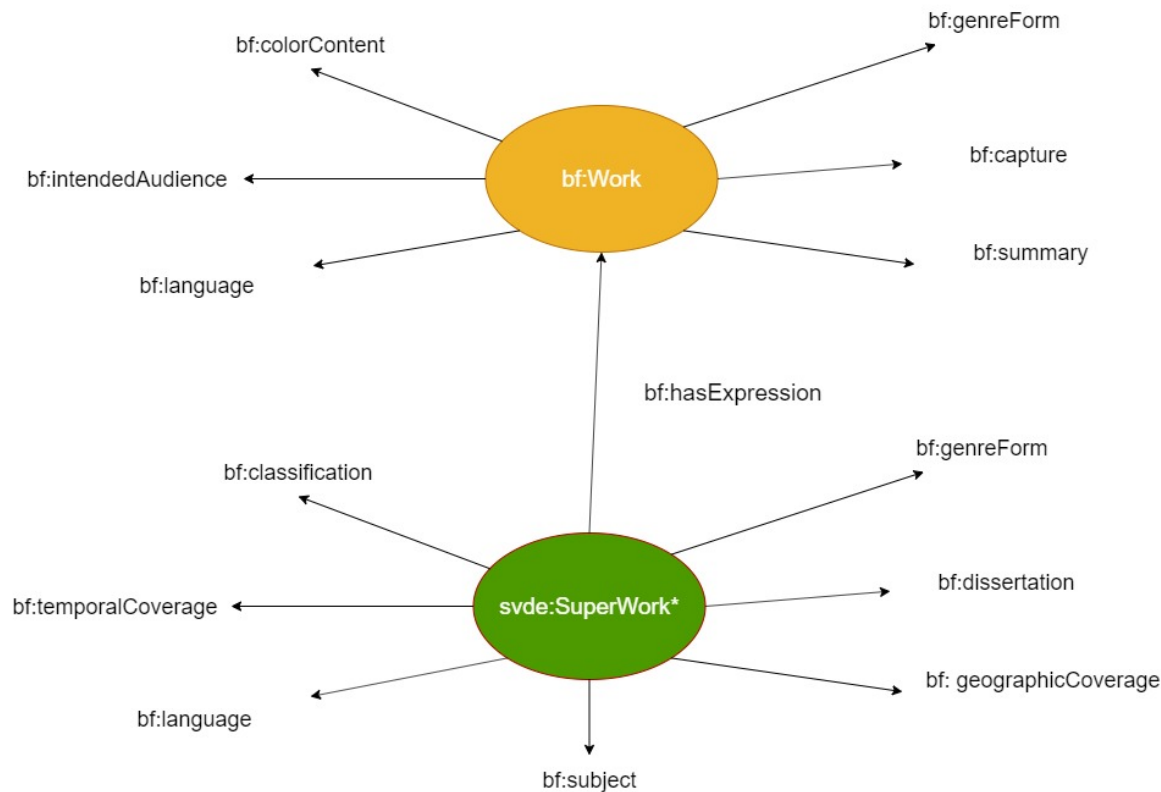 bf:genreForm
bf:colorContent
bf:capture
bf:intendedAudience
bf:Work
bf:summary
bf:language
bf:hasExpression
bf:genreForm
bf:classification
bf:dissertation
bf:temporalCoverage
svde:SuperWork*
bf: geographicCoverage
bf:language
bf:subject